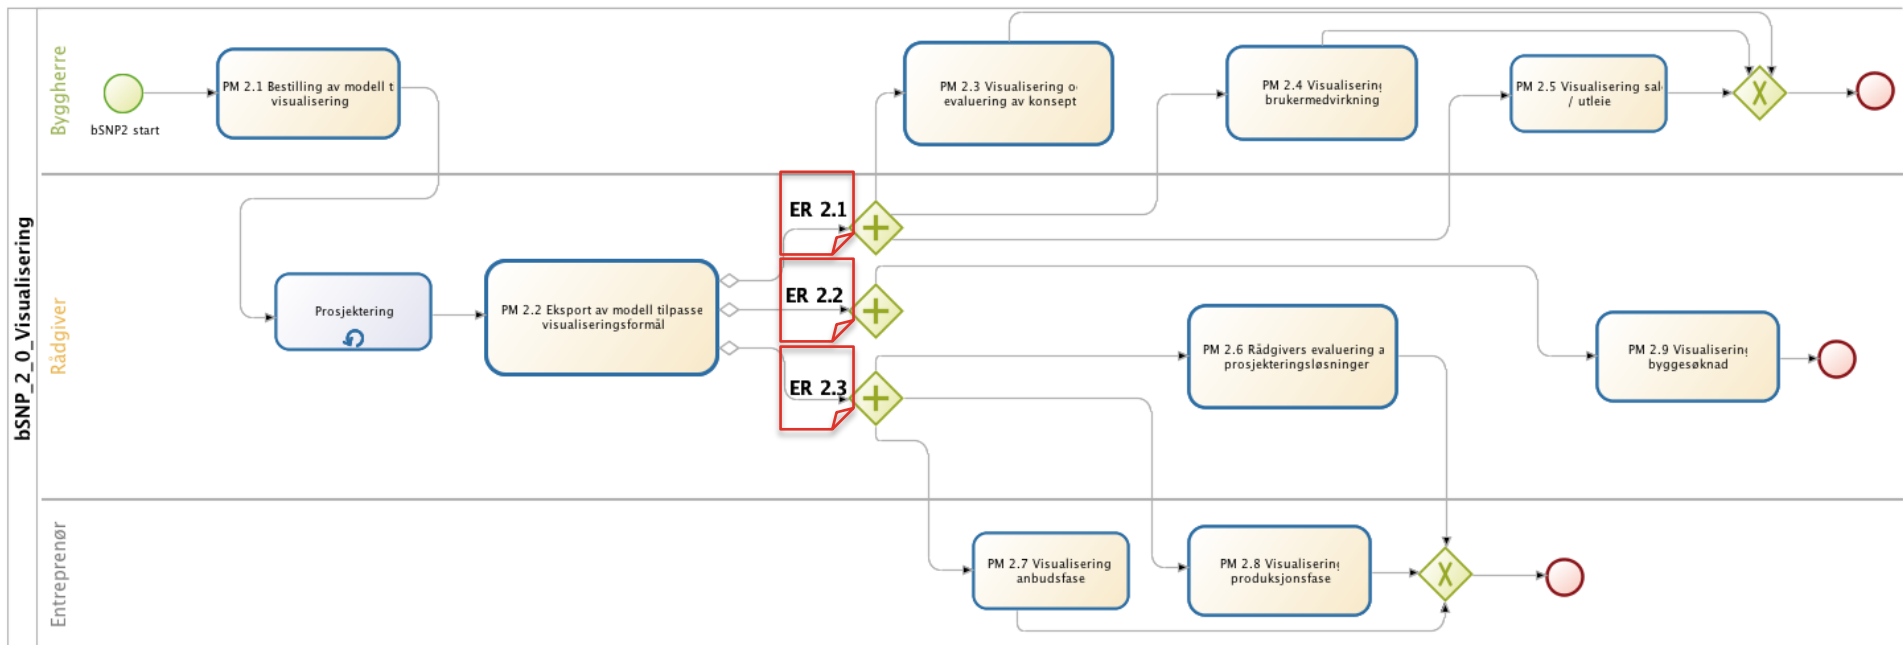 bSNP_2_0_Visualisering
Byggherre
bSNP2 start
PM 2.1 Bestilling av modell t
visualisering
PM 2.3 Visualisering o
evaluering av konsept
PM 2.4 Visualisering
brukermedvirkning
PM 2.5 Visualisering sal
/ utleie
Rådgiver
Prosjektering
PM 2.2 Eksport av modell tilpasse
visualiseringsformål
ER 2.1
ER 2.2
ER 2.3
PM 2.6 Rådgivers evaluering a
prosjekteringsløsninger
PM 2.9 Visualisering
byggesøknad
Entreprenør
PM 2.7 Visualisering
anbudsfase
PM 2.8 Visualisering
produksjonsfase